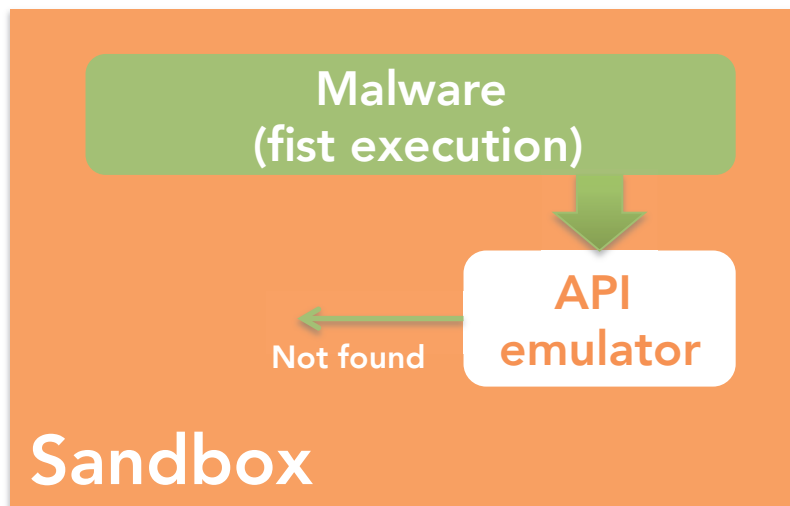 Malware
(fist execution)
API
emulator
Not found
Sandbox